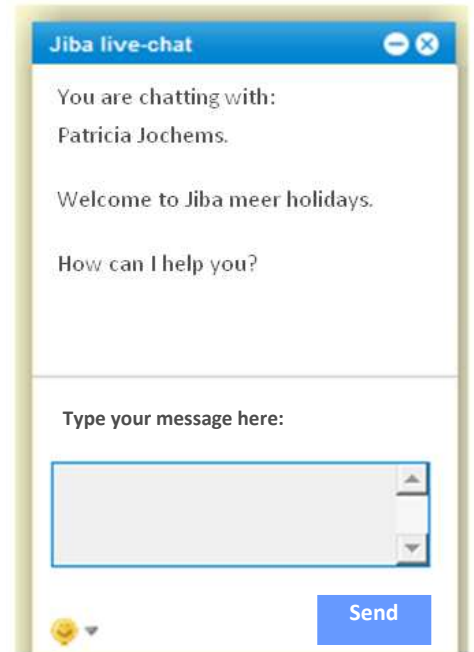 Jiba live-chat
You are chatting with:
Patricia Jochems.
Welcome to Jiba meer holidays.
How can I help you?
Type your message here:
Send